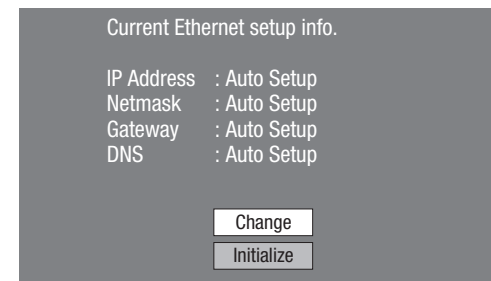 Current Ethernet setup info.
IP Address : Auto Setup
Netmask : Auto Setup
Gateway : Auto Setup
DNS : Auto Setup
Change
Initialize